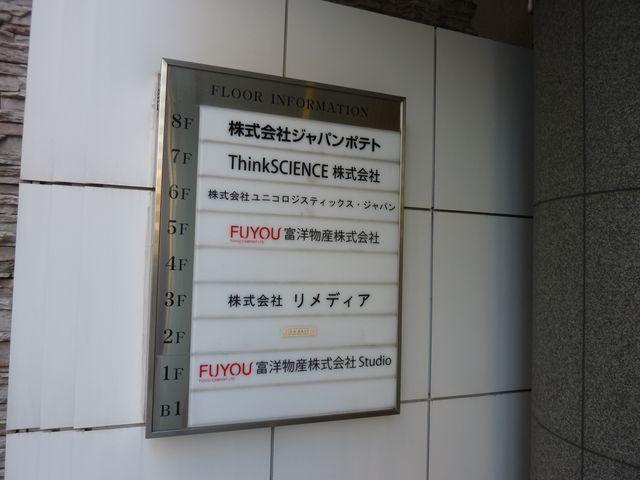 FLOOR INFORMATION
8F 株式会社ジャパンポテト
7F ThinkSCIENCE 株式会社
6F 株式会社ユニコロジスティックス・ジャパン
5F FUYOU 富洋物産株式会社
4F
3F 株式会社 リメディア
2F
1F FUYOU 富洋物産株式会社 Studio
B1